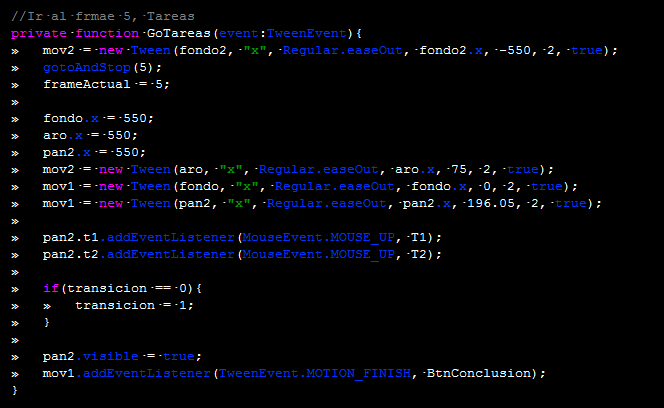 //Ir al frmae 5, Tareas
private function GoTareas(event:TweenEvent){
» mov2 = new Tween(fondo2, "x", Regular.easeOut, fondo2.x, -550, 2, true);
» gotoAndStop(5);
» frameActual = 5;
»
» fondo.x = 550;
» aro.x = 550;
» pan2.x = 550;
» mov2 = new Tween(aro, "x", Regular.easeOut, aro.x, 75, 2, true);
» mov1 = new Tween(fondo, "x", Regular.easeOut, fondo.x, 0, 2, true);
» mov1 = new Tween(pan2, "x", Regular.easeOut, pan2.x, 196.05, 2, true);
»
» pan2.t1.addEventListener(MouseEvent.MOUSE_UP, T1);
» pan2.t2.addEventListener(MouseEvent.MOUSE_UP, T2);
»
» if(transicion == 0){
» » transicion = 1;
» }
»
» pan2.visible = true;
» mov1.addEventListener(TweenEvent.MOTION_FINISH, BtnConclusion);
}